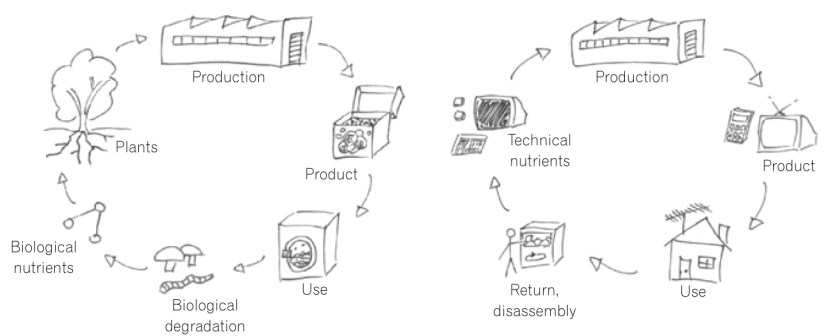 Production
Plants
Product
Biological
nutrients
Biological
degradation
Use
Production
Technical
nutrients
Product
Return,
disassembly
Use